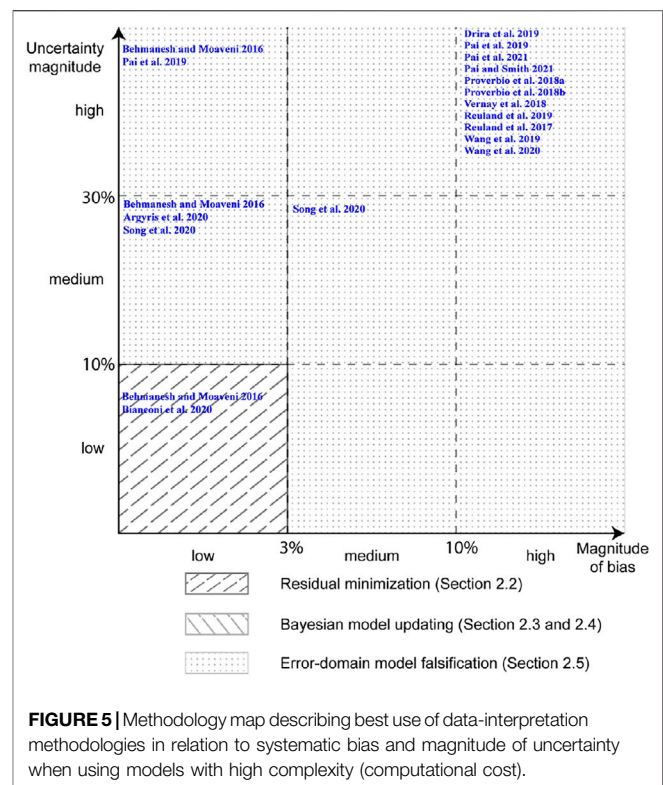 Uncertainty
magnitude
high
30%
medium
10%
low
Behmanesh and Moaveni 2016
Pai et al. 2019
Drira et al. 2019
Pai et al. 2019
Pai et al. 2021
Pai and Smith 2021
Proverbio et al. 2018a
Proverbio et al. 2018b
Vernay et al. 2018
Reuland et al. 2019
Reuland et al. 2017
Wang et al. 2019
Wang et al. 2020
Behmanesh and Moaveni 2016
Argyris et al. 2020
Song et al. 2020
Song et al. 2020
Behmanesh and Moaveni 2016
Bianconi et al. 2020
low
3%
medium
10%
high
Magnitude
of bias
Residual minimization (Section 2.2)
Bayesian model updating (Section 2.3 and 2.4)
Error-domain model falsification (Section 2.5)
FIGURE 5 | Methodology map describing best use of data-interpretation
methodologies in relation to systematic bias and magnitude of uncertainty
when using models with high complexity (computational cost).